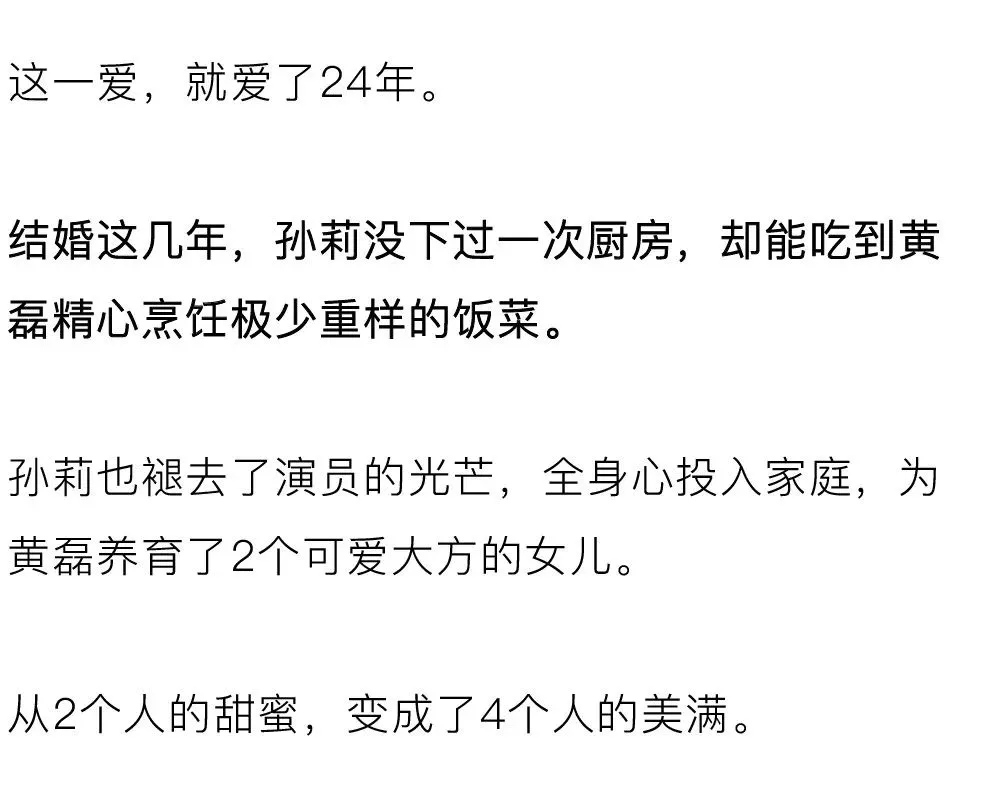 这一爱，就爱了24年。
结婚这几年，孙莉没下过一次厨房，却能吃到黄
磊精心烹饪极少重样的饭菜。
孙莉也褪去了演员的光芒，全身心投入家庭，为
黄磊养育了2个可爱大方的女儿。
从2个人的甜蜜，变成了4个人的美满。